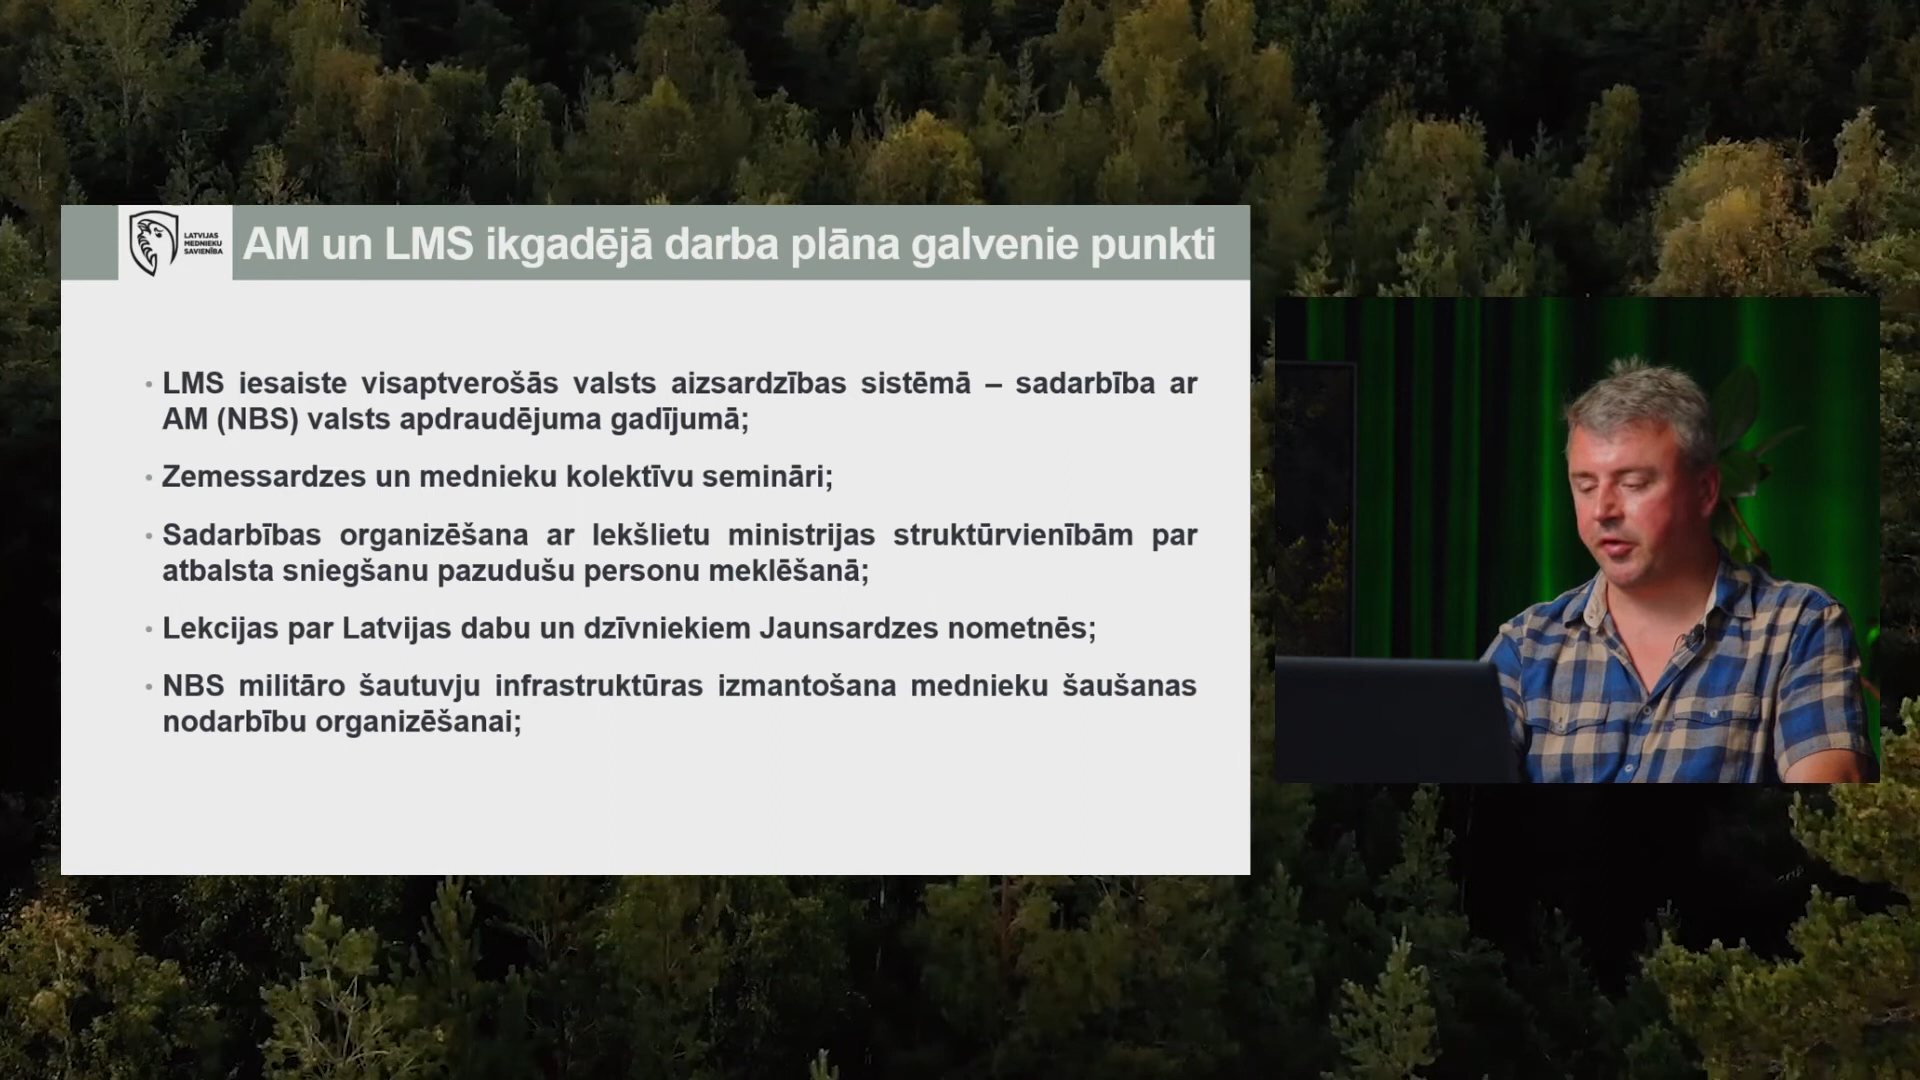 LATVIJAS
MEDNIEKU
SAVIENĪBA
AM un LMS ikgadējā darba plāna galvenie punkti
• LMS iesaiste visaptverošās valsts aizsardzības sistēmā – sadarbība ar
AM (NBS) valsts apdraudējuma gadījumā;
• Zemessardzes un mednieku kolektīvu semināri;
• Sadarbības organizēšana ar Iekšlietu ministrijas struktūrvienībām par
atbalsta sniegšanu pazudušu personu meklēšanā;
• Lekcijas par Latvijas dabu un dzīvniekiem Jaunsardzes nometnēs;
• NBS militāro šautuvju infrastruktūras izmantošana mednieku šaušanas
nodarbību organizēšanai;